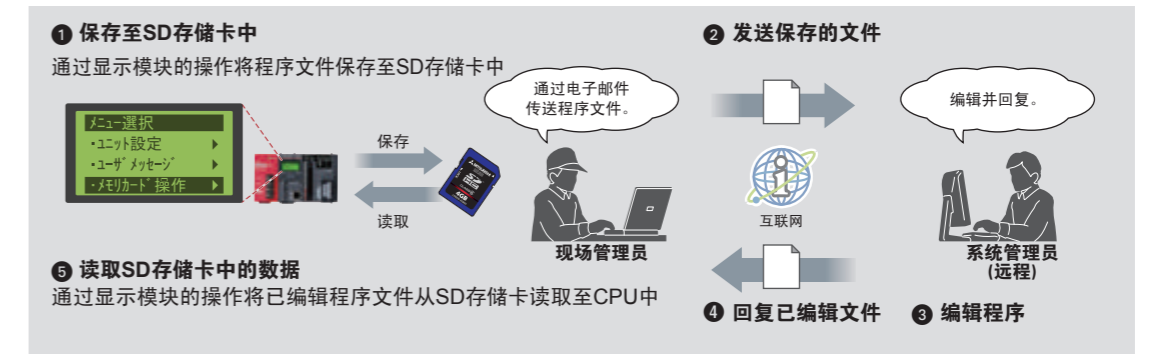 ❶ 保存至SD存储卡中
通过显示模块的操作将程序文件保存至SD存储卡中
ﾒﾆｭｰ選択
・ﾕﾆｯﾄ設定
・ﾕｰｻﾞﾒｯｾｰｼﾞ
・ﾒﾓﾘｶｰﾄﾞ操作
保存
读取
4GB
通过电子邮件
传送程序文件。
现场管理员
❷ 发送保存的文件
互联网
编辑并回复。
系统管理员
(远程)
❺ 读取SD存储卡中的数据
通过显示模块的操作将已编辑程序文件从SD存储卡读取至CPU中
❹ 回复已编辑文件
❸ 编辑程序